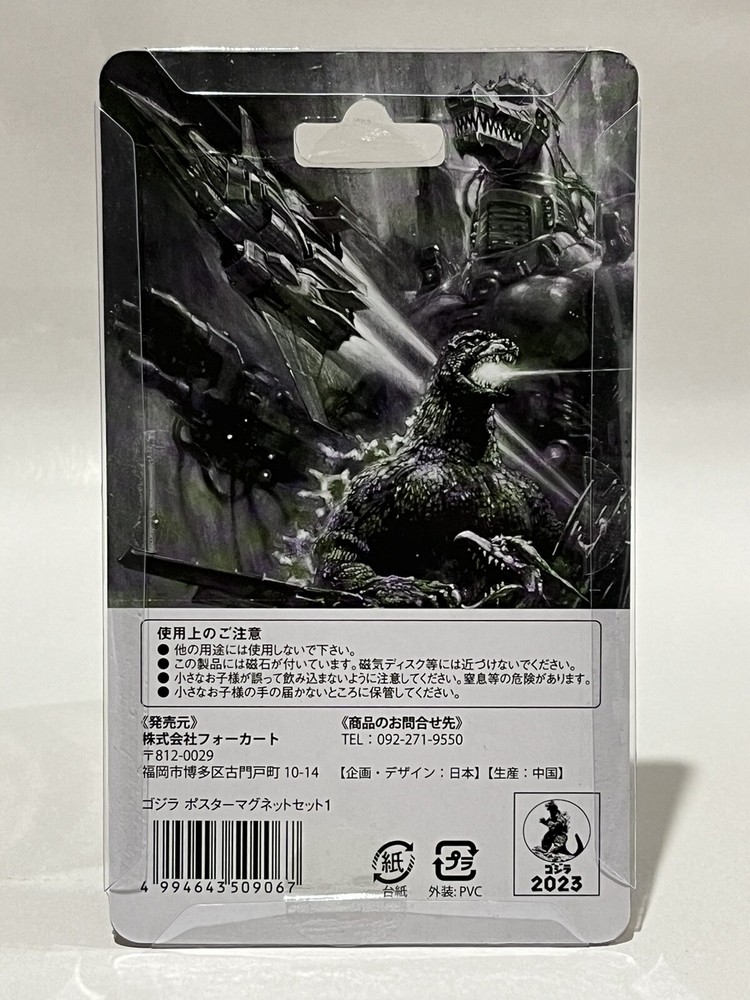 使用上のご注意
● 他の用途には使用しないで下さい。
● この製品には磁石が付いています。磁気ディスク等には近づけないでください。
● 小さなお子様が誤って飲み込まないように注意してください。窒息等の危険があります。
● 小さなお子様の手の届かないところに保管してください。
《発売元》 《商品のお問合せ先》
株式会社フォーカート TEL：092-271-9550
〒812-0029
福岡市博多区古門戸町 10-14 【企画・デザイン：日本】【生産：中国】
ゴジラ ポスターマグネットセット1
4 994643 509067
紙 プラ
台紙 外装: PVC
ゴジラ
2023